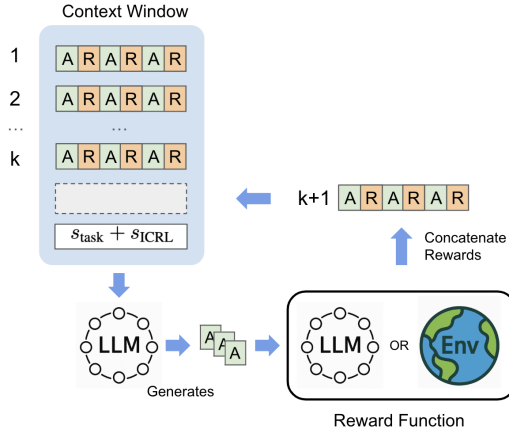 Context Window
1 A R A R A R
2 A R A R A R
... ...
k A R A R A R
k+1 A R A R A R
s_task + s_ICRL
Concatenate
Rewards
LLM
A A A
LLM OR Env
Generates
Reward Function